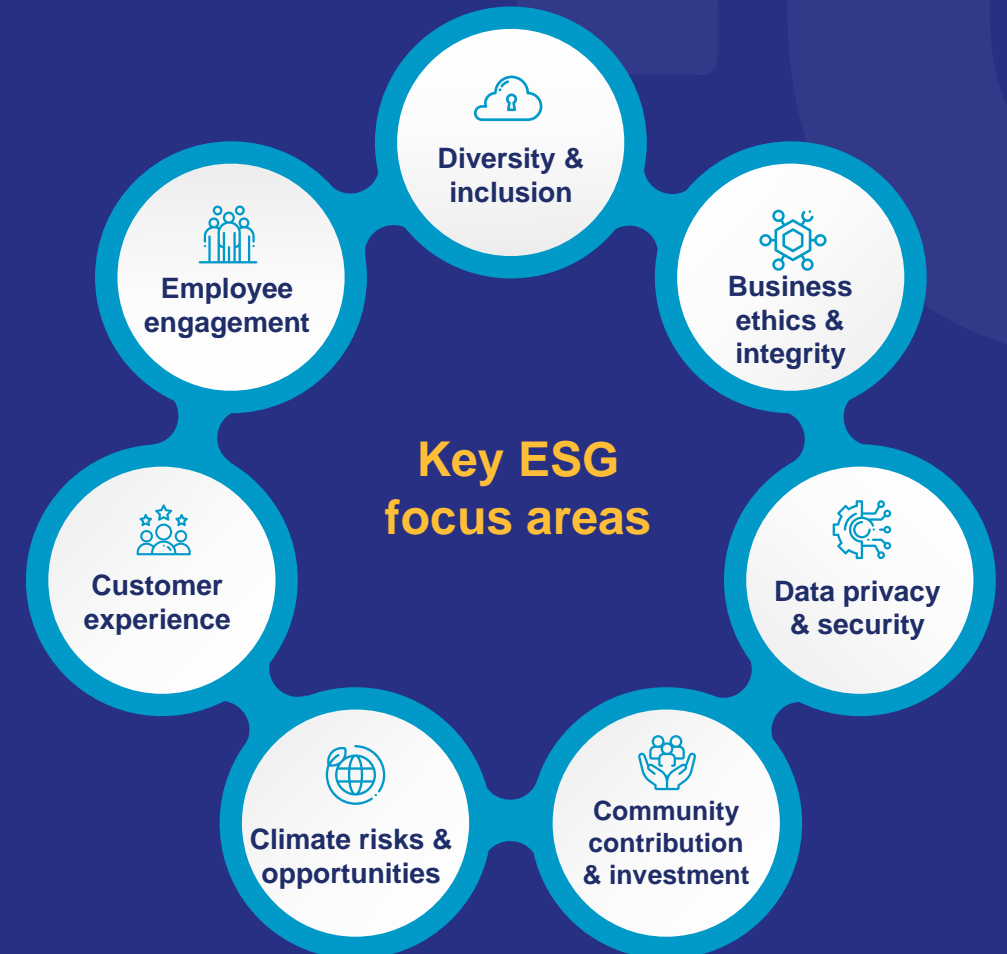 Diversity &
inclusion
Employee
engagement
Business
ethics &
integrity
Key ESG
focus areas
Customer
experience
Data privacy
& security
Climate risks &
opportunities
Community
contribution
& investment